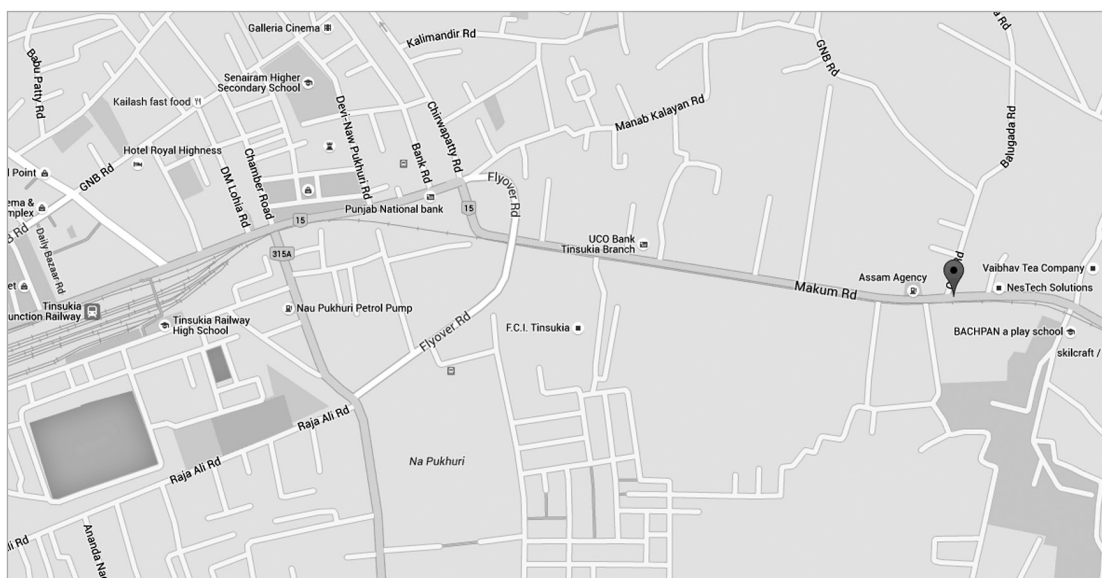 Galleria Cinema
Kalimandir Rd
GNB Rd
Babu Patty Rd
Senairam Higher
Secondary School
Kailash fast food
Devi-Naw Pukhuri Rd
Chirwapatty Rd
Manab Kalayan Rd
Balugada Rd
Hotel Royal Highness
Bank Rd
GNB Rd
Chamber Road
DM Lohia Rd
Flyover Rd
Point
Punjab National bank
15
15
Daily Bazaar Rd
UCO Bank
Tinsukia Branch
315A
Assam Agency
Vaibhav Tea Company
Makum Rd
NesTech Solutions
Tinsukia
unction Railway
Nau Pukhuri Petrol Pump
Tinsukia Railway
High School
F.C.I. Tinsukia
Flyover Rd
BACHPAN a play school
skilcraft /
Raja Ali Rd
Na Pukhuri
Raja Ali Rd
Ananda Na